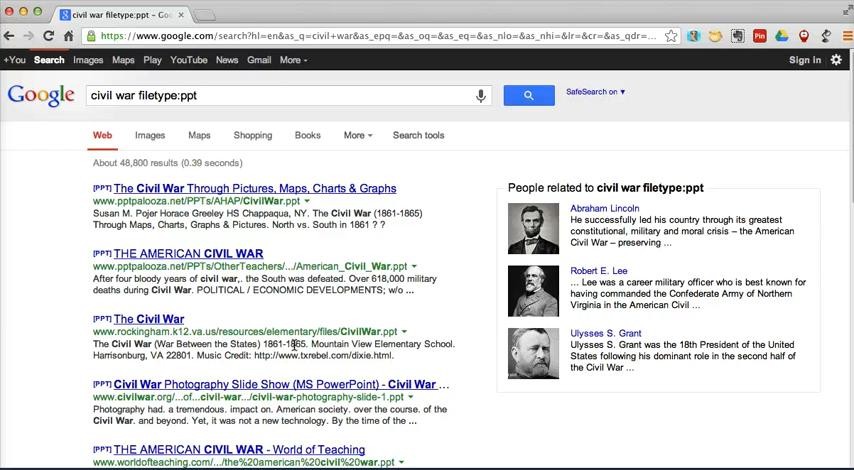 civil war filetype:ppt - Goo
https://www.google.com/search?hl=en&as_q=civil+war&as_epq=&as_oq=&as_eq=&as_nlo=&as_nhi=&lr=&cr=&as_qdr=...
+You Search Images Maps Play YouTube News Gmail More Sign in
Google civil war filetype:ppt SafeSearch on
Web Images Maps Shopping Books More Search tools
About 48,800 results (0.39 seconds)
[PPT] The Civil War Through Pictures, Maps, Charts & Graphs
www.pptpalooza.net/PPTs/AHAP/CivilWar.ppt
Susan M. Pojer Horace Greeley HS Chappaqua, NY. The Civil War (1861-1865)
Through Maps, Charts, Graphs & Pictures. North vs. South in 1861 ? ?
[PPT] THE AMERICAN CIVIL WAR
www.pptpalooza.net/PPTs/OtherTeachers/.../American_Civil_War.ppt
After four bloody years of civil war,. the South was defeated. Over 618,000 military
deaths during Civil War. POLITICAL / ECONOMIC DEVELOPMENTS; w/o ...
[PPT] The Civil War
www.rockingham.k12.va.us/resources/elementary/files/CivilWar.ppt
The Civil War (War Between the States) 1861-1865. Mountain View Elementary School.
Harrisonburg, VA 22801. Music Credit: http://www.txrebel.com/dixie.html.
[PPT] Civil War Photography Slide Show (MS PowerPoint) - Civil War ...
www.civilwar.org/...of...civil-war.../civil-war-photography-slide-1.ppt
Photography had. a tremendous. impact on. American society. over the course. of the
Civil War. and beyond. Yet, it was not a new technology. By the time of the ...
[PPT] THE AMERICAN CIVIL WAR - World of Teaching
www.worldofteaching.com/.../the%20american%20civil%20war.ppt
People related to civil war filetype:ppt
Abraham Lincoln
He successfully led his country through its greatest
constitutional, military and moral crisis – the American
Civil War – preserving ...
Robert E. Lee
... Lee was a career military officer who is best known for
having commanded the Confederate Army of Northern
Virginia in the American Civil War.
Ulysses S. Grant
Ulysses S. Grant was the 18th President of the United
States following his dominant role in the second half of
the Civil War ...